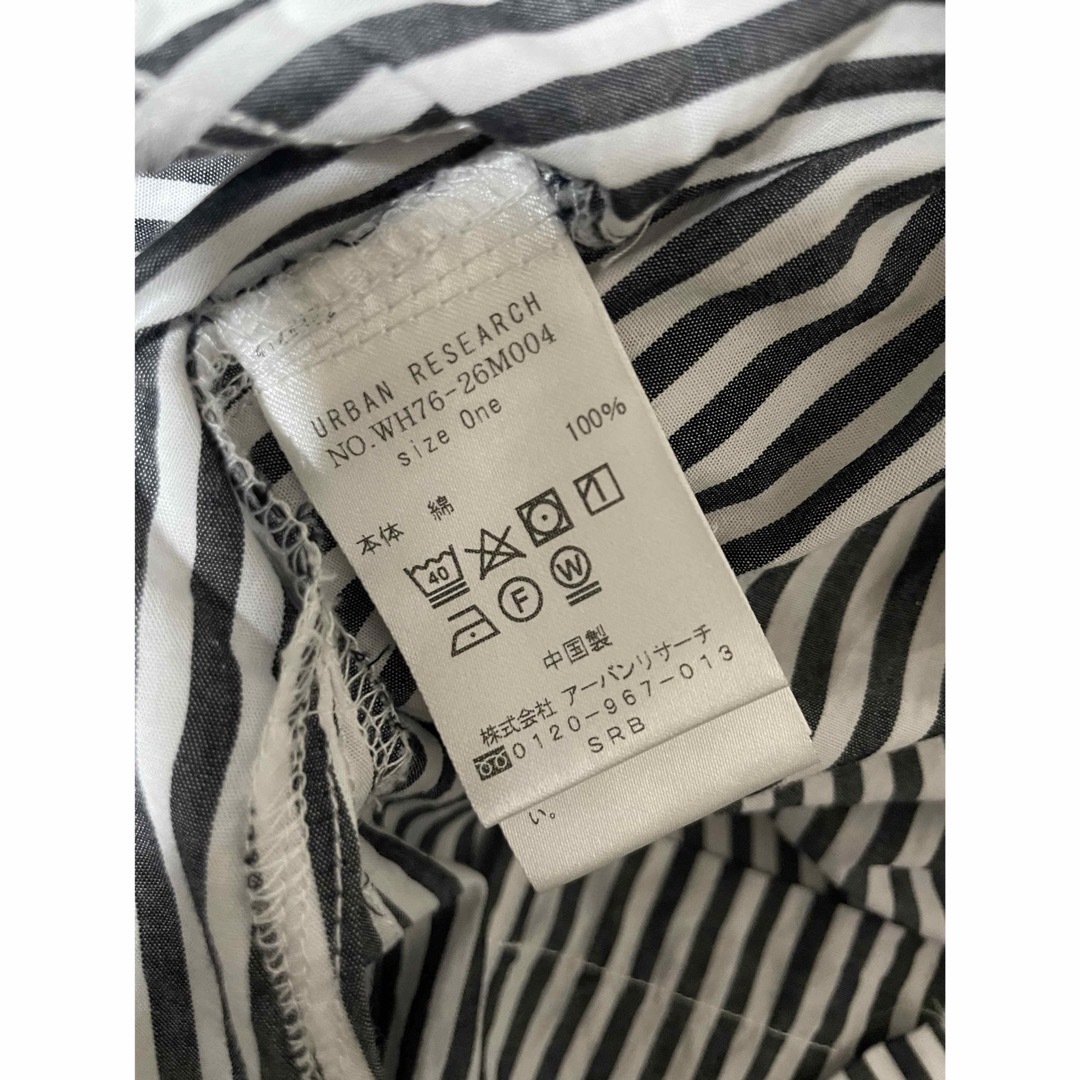 URBAN RESEARCH
NO.WH76-26M004
size One
本体 綿 100%
40
F W
中国製
株式会社 アーバンリサーチ
0120-967-013
SRB
い。